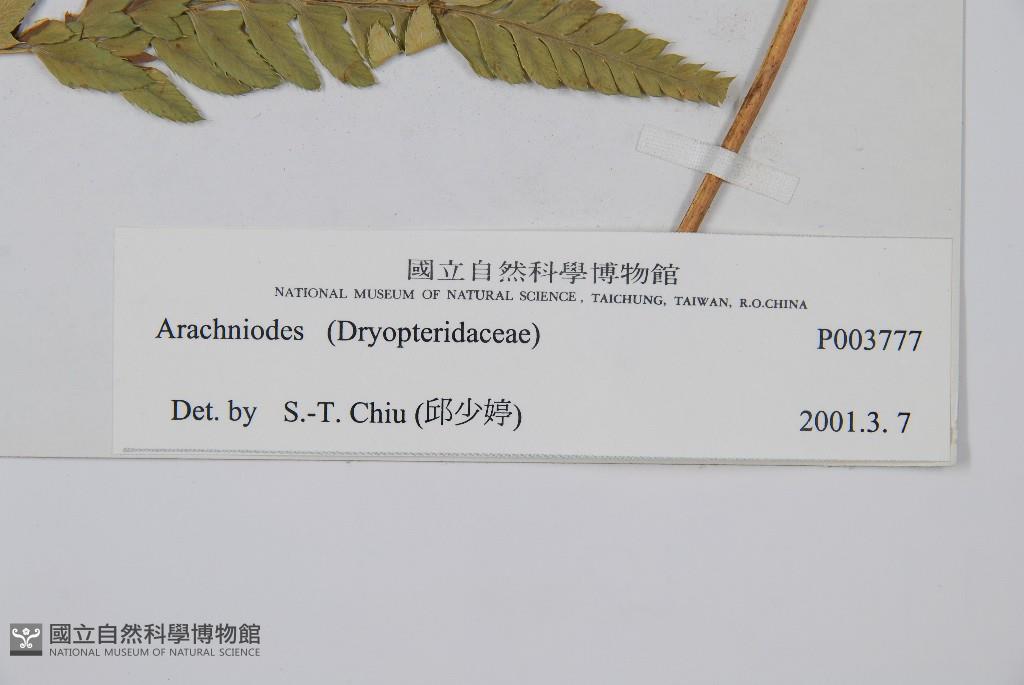 國立自然科學博物館
NATIONAL MUSEUM OF NATURAL SCIENCE, TAICHUNG, TAIWAN, R.O.CHINA
Arachniodes (Dryopteridaceae) P003777
Det. by S.-T. Chiu (邱少婷) 2001.3. 7
國立自然科學博物館
NATIONAL MUSEUM OF NATURAL SCIENCE